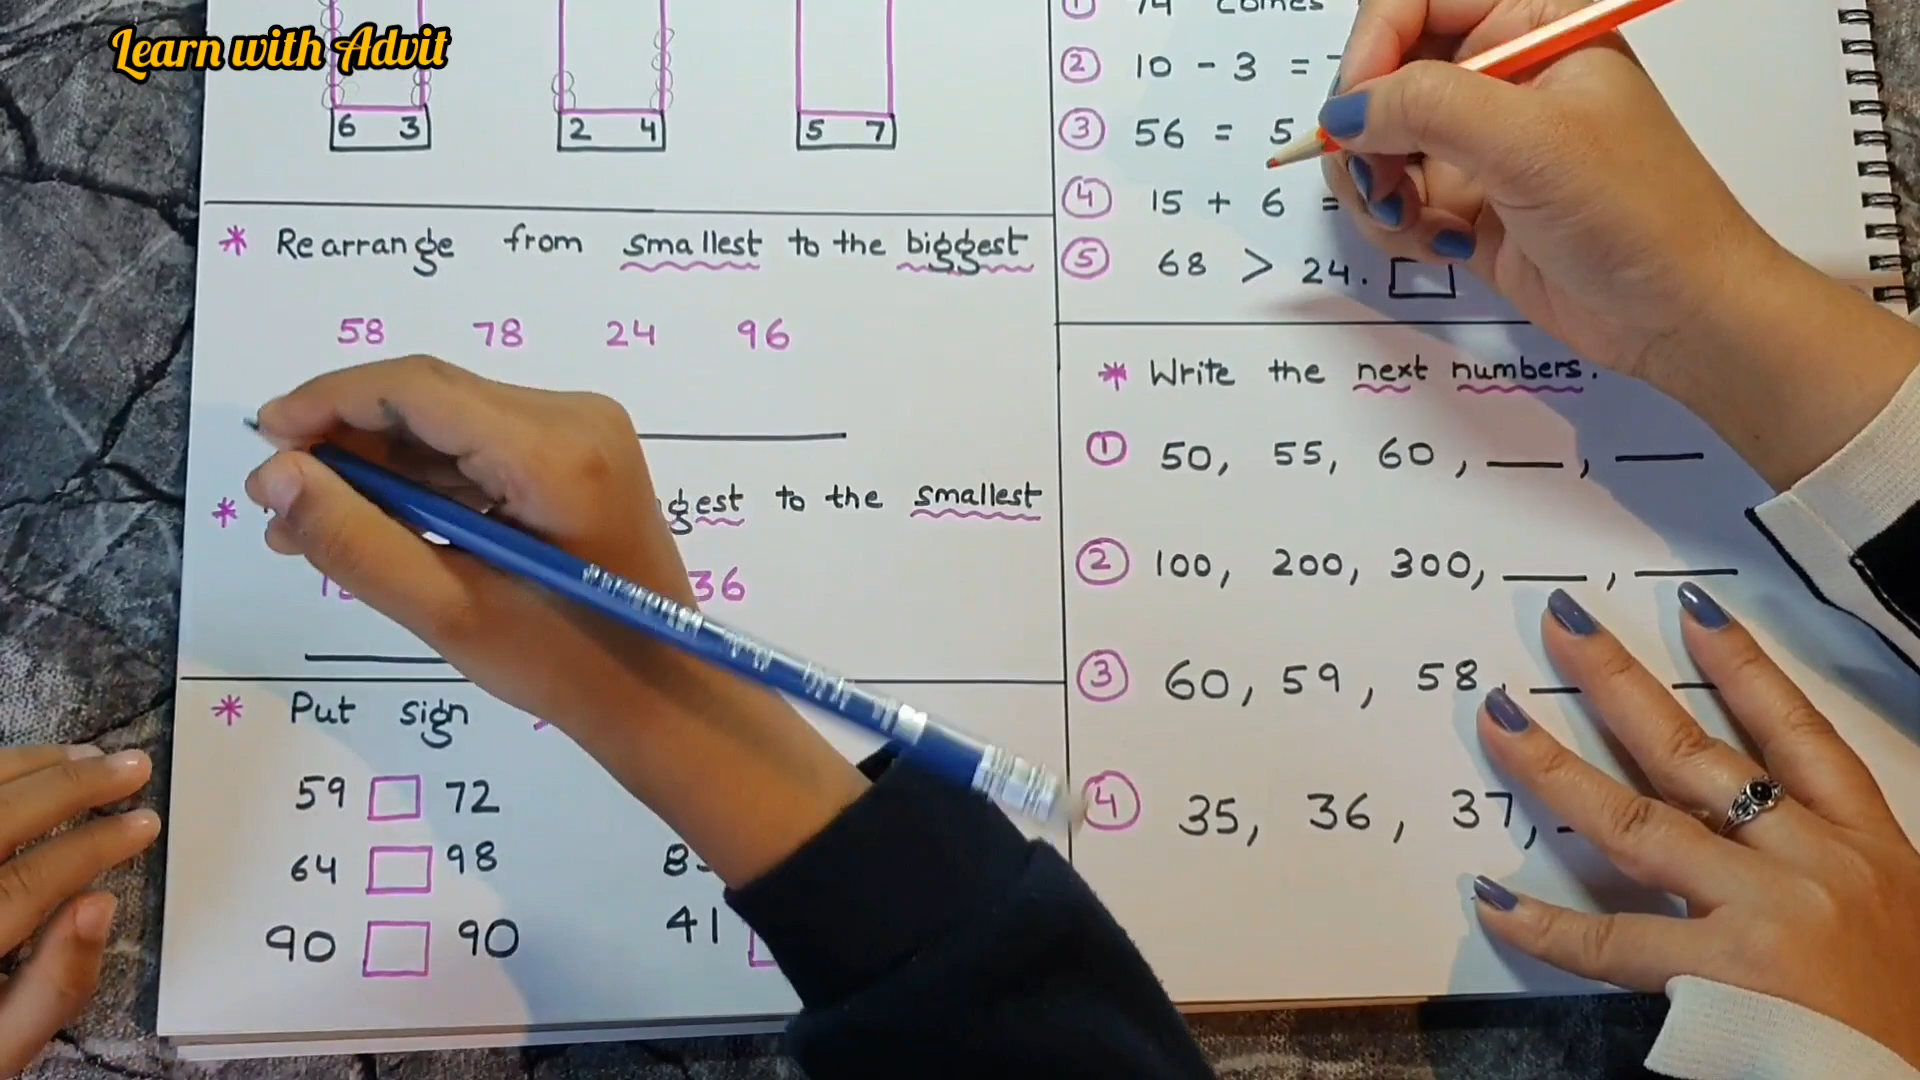 Learn with Advit
6 3
2 4
5 7
* Rearrange from smallest to the biggest
58 78 24 96
* to the smallest
36
* Put sign
59 72
64 98
90 90
41
① 74 comes
② 10 - 3 =
③ 56 = 5
④ 15 + 6 =
⑤ 68 > 24.
* Write the next numbers.
① 50, 55, 60, ___, ___
② 100, 200, 300, ___, ___
③ 60, 59, 58, ___ ___
④ 35, 36, 37, _